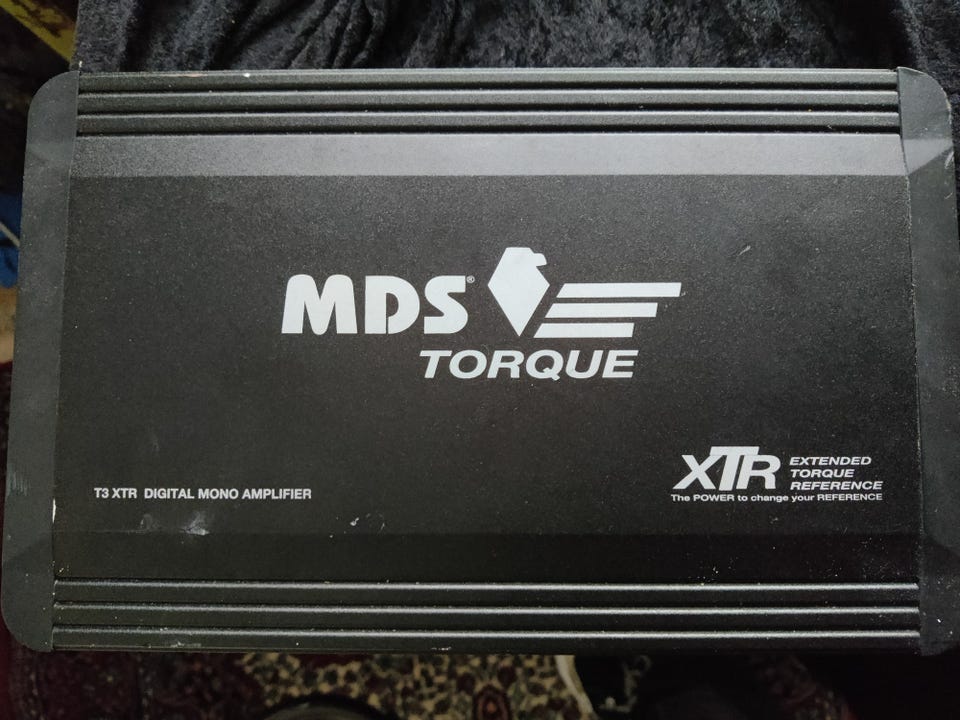 MDS®
TORQUE
T3 XTR DIGITAL MONO AMPLIFIER
XTR EXTENDED
TORQUE
REFERENCE
The POWER to change your REFERENCE